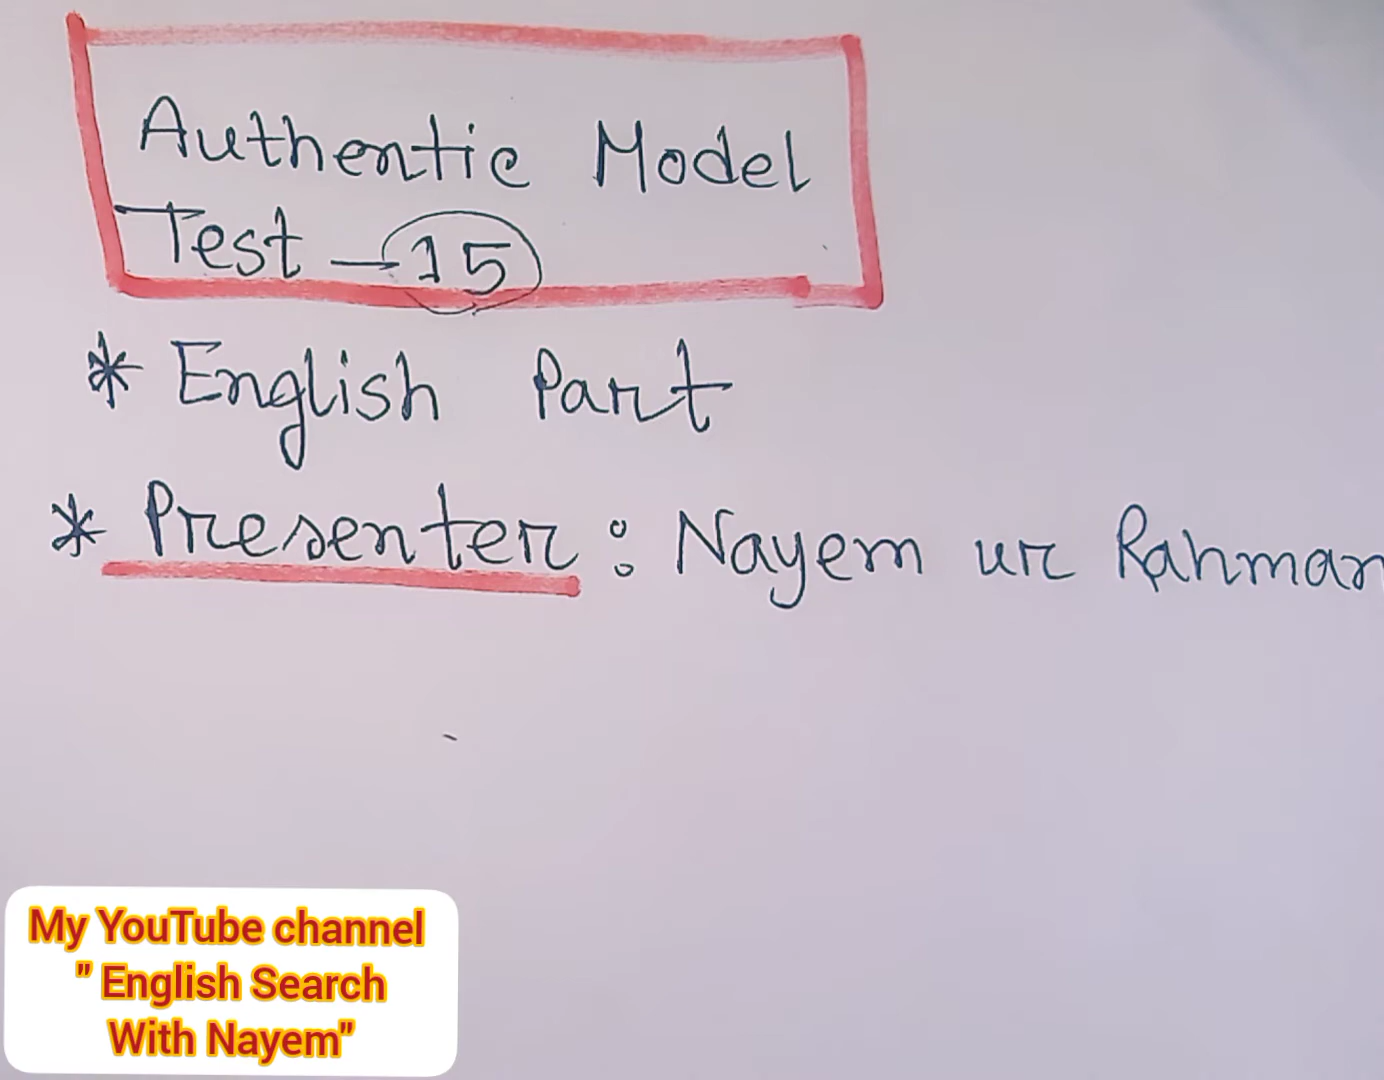 Authentic Model
Test - 15
* English Part
* Presenter : Nayem ur Rahman
My YouTube channel
" English Search
With Nayem"